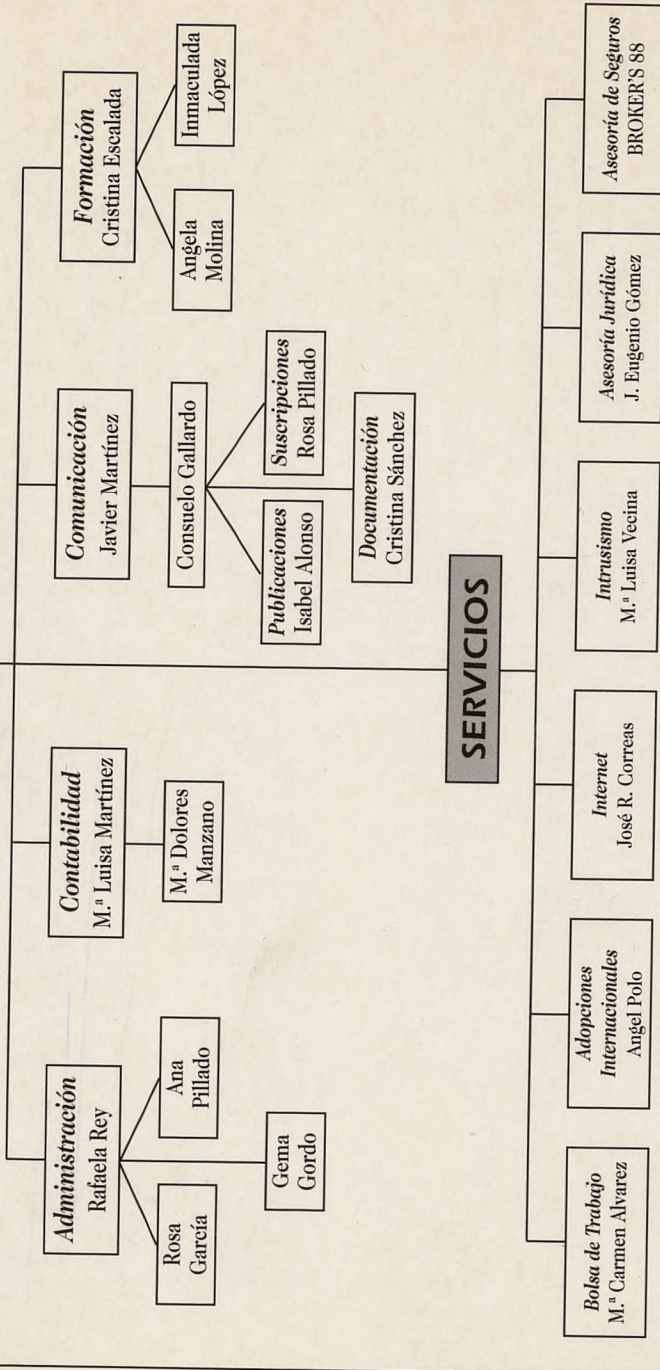 Administración
Rafaela Rey
Rosa
García
Ana
Pillado
Gema
Gordo
Contabilidad
M.ª Luisa Martínez
M.ª Dolores
Manzano
Comunicación
Javier Martínez
Consuelo Gallardo
Publicaciones
Isabel Alonso
Suscripciones
Rosa Pillado
Documentación
Cristina Sánchez
Formación
Cristina Escalada
Angela
Molina
Inmaculada
López
SERVICIOS
Bolsa de Trabajo
M.ª Carmen Alvarez
Adopciones
Internacionales
Angel Polo
Internet
José R. Correas
Intrusismo
M.ª Luisa Vecina
Asesoría Jurídica
J. Eugenio Gómez
Asesoría de Seguros
BROKER'S 88